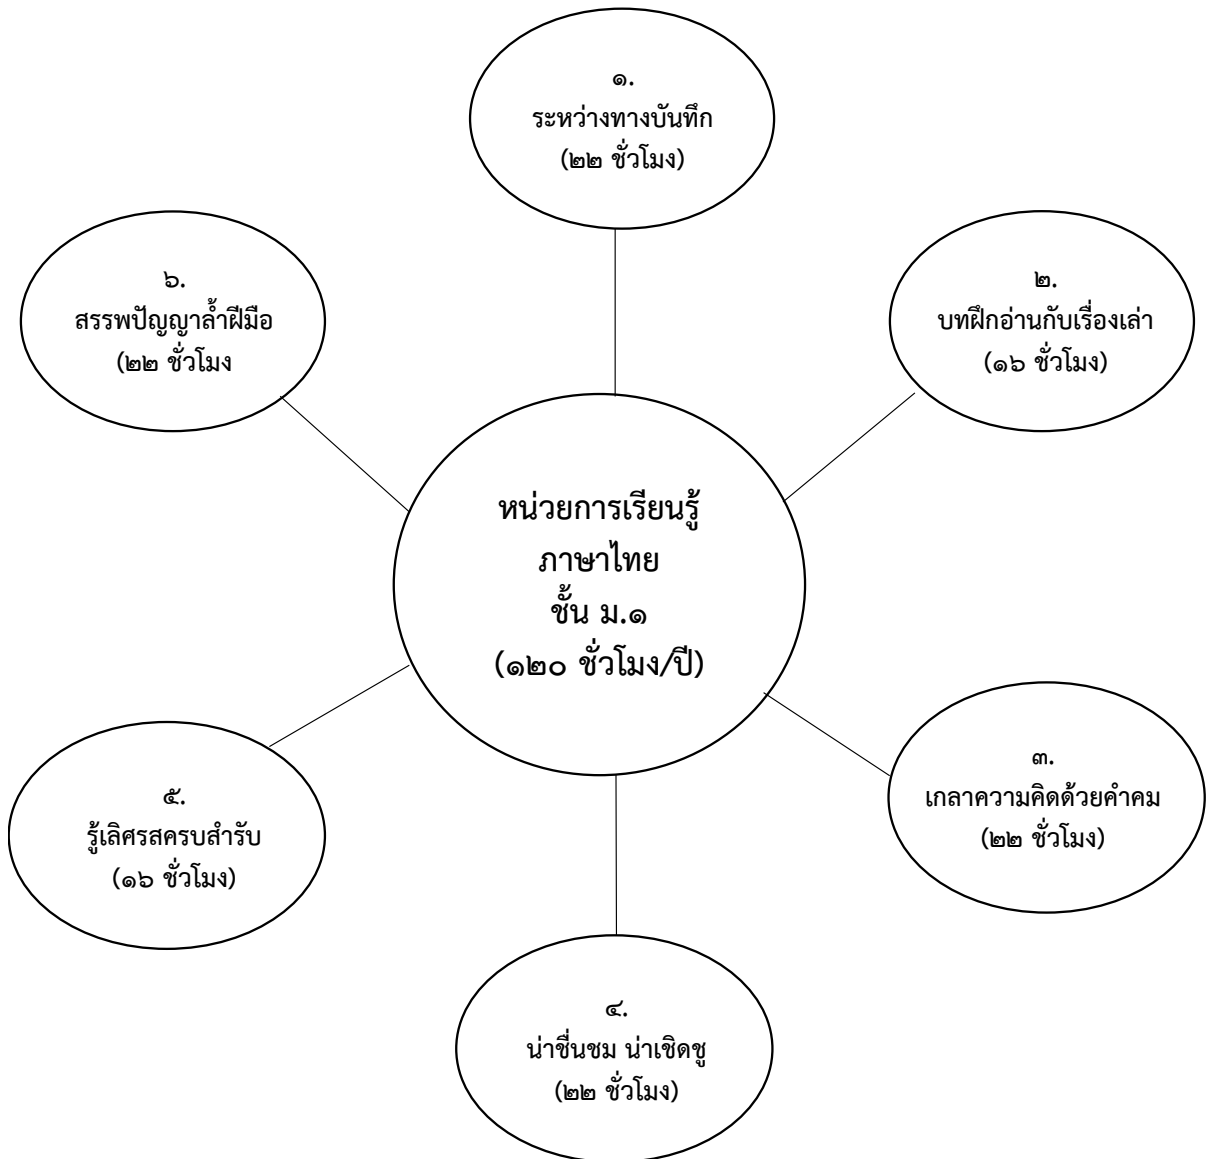 ๑.
ระหว่างทางบันทึก
(๒๒ ชั่วโมง)
๖.
สรรพปัญญาล้ำฝีมือ
(๒๒ ชั่วโมง
๒.
บทฝึกอ่านกับเรื่องเล่า
(๑๖ ชั่วโมง)
หน่วยการเรียนรู้
ภาษาไทย
ชั้น ม.๑
(๑๒๐ ชั่วโมง/ปี)
๓.
เกลาความคิดด้วยคำคม
(๒๒ ชั่วโมง)
๕.
รู้เลิศรสครบสำรับ
(๑๖ ชั่วโมง)
๔.
น่าชื่นชม น่าเชิดชู
(๒๒ ชั่วโมง)